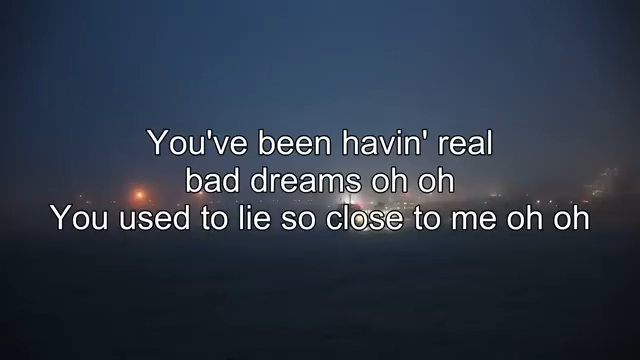 You've been havin' real
bad dreams oh oh
You used to lie so close to me oh oh